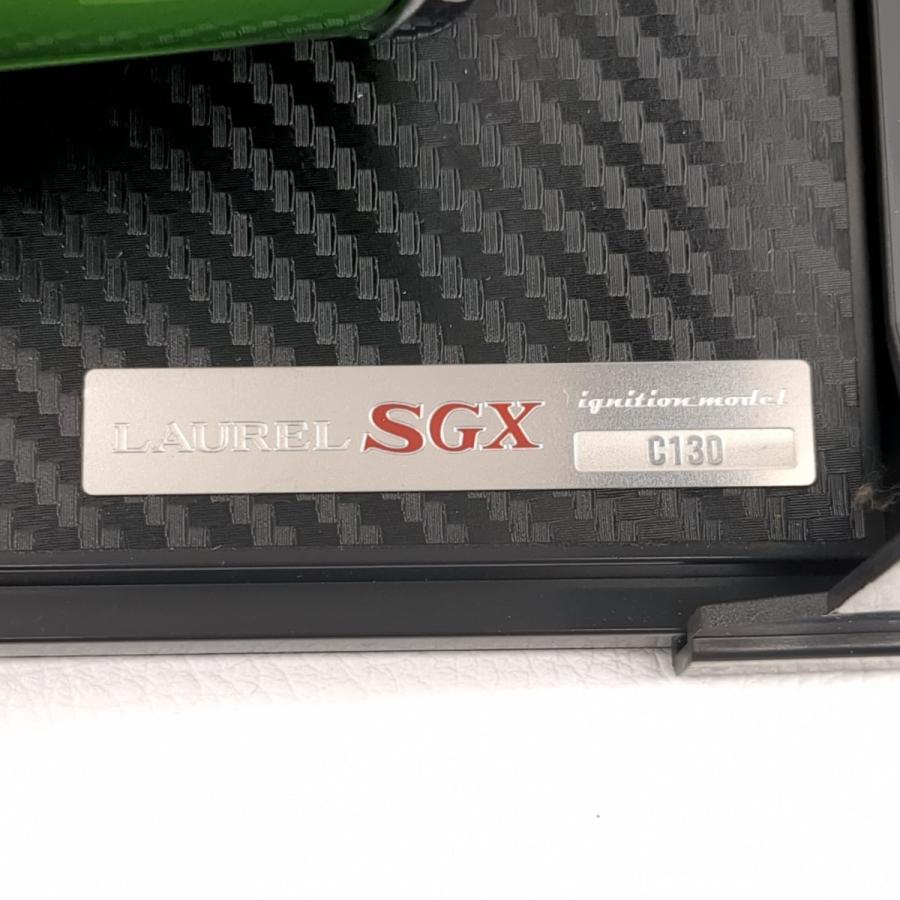 LAUREL SGX
ignition model
C130